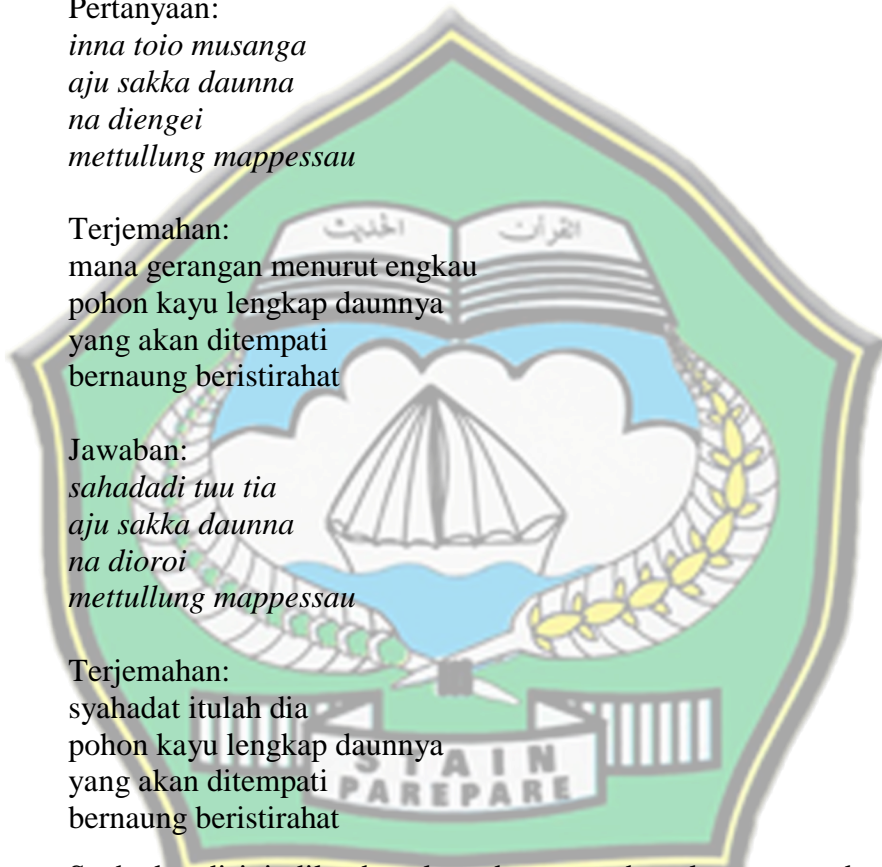 Pertanyaan:
inna toio musanga
aju sakka daunna
na diengei
mettullung mappessau
Terjemahan:
mana gerangan menurut engkau
pohon kayu lengkap daunnya
yang akan ditempati
bernaung beristirahat
Jawaban:
sahadadi tuu tia
aju sakka daunna
na dioroi
mettullung mappessau
Terjemahan:
syahadat itulah dia
pohon kayu lengkap daunnya
yang akan ditempati
bernaung beristirahat
الحديث القرآن
STAIN
PAREPARE